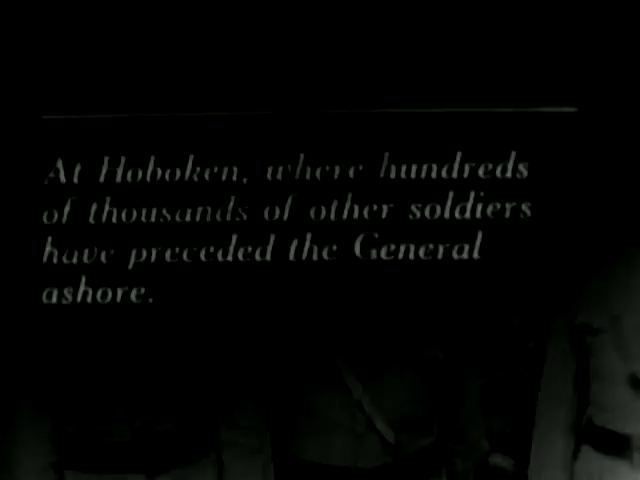 At Hoboken, where hundreds
of thousands of other soldiers
have preceded the General
ashore.